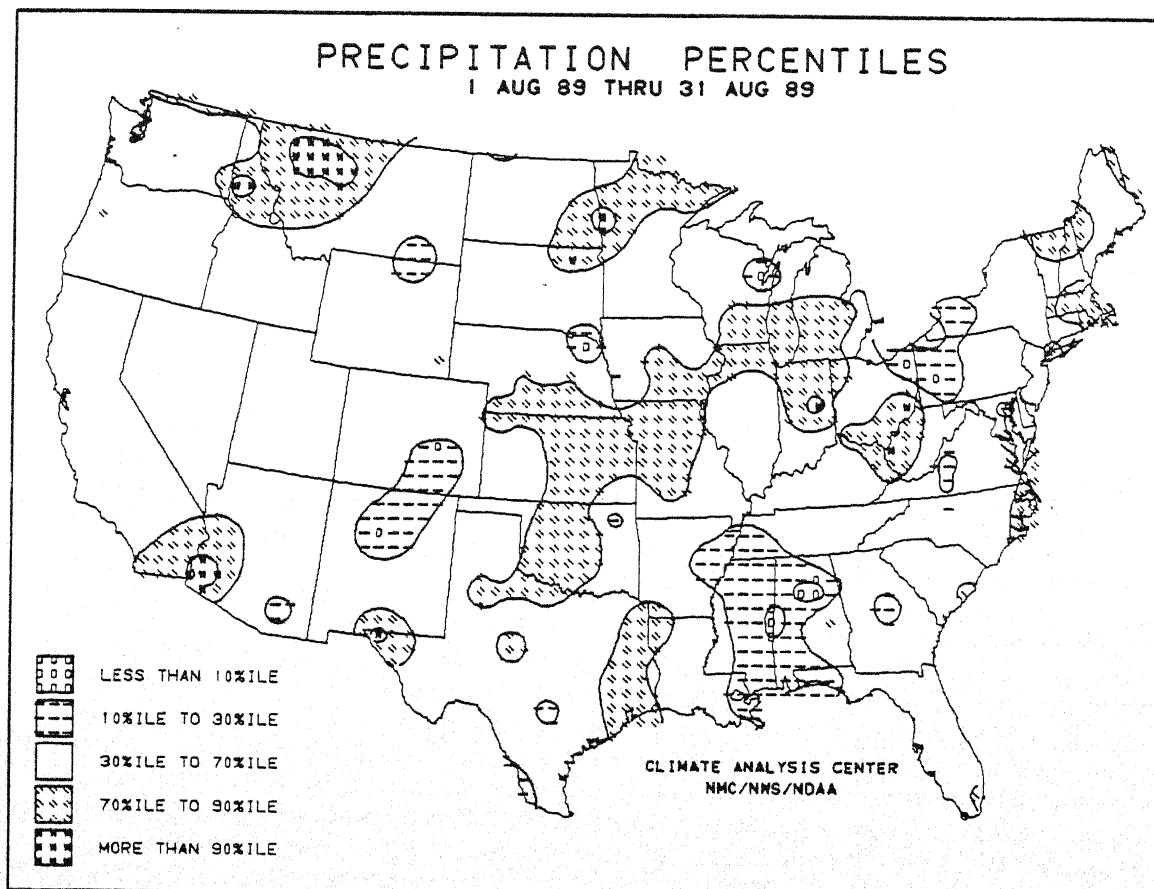 PRECIPITATION PERCENTILES
1 AUG 89 THRU 31 AUG 89
LESS THAN 10%ILE
10%ILE TO 30%ILE
30%ILE TO 70%ILE
70%ILE TO 90%ILE
MORE THAN 90%ILE
CLIMATE ANALYSIS CENTER
NMC/NWS/NOAA